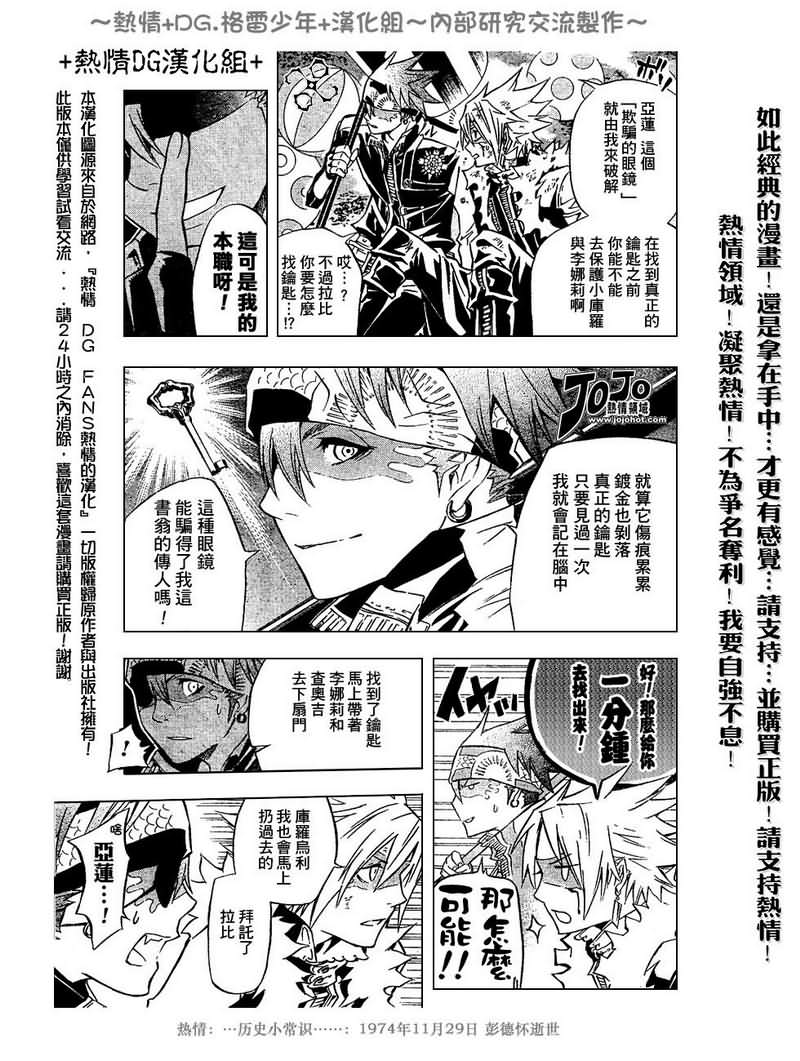 ～熱情+DG.格雷少年+漢化組～內部研究交流製作～
+熱情DG漢化組+
如此經典的漫畫！還是拿在手中…才更有感覺…請支持…並購買正版！請支持熱情！
熱情領域！凝聚熱情！不為爭名奪利！我要自強不息！
亞蓮 這個
「欺騙的眼鏡」
就由我來破解
在找到真正的
鑰匙之前
你能不能
去保護小庫羅
與李娜莉啊
哎…?
不過拉比
你要怎麼
找鑰匙…!?
這可是我的
本職呀！
JOJO
熱情領域
www.jojohot.com
就算它傷痕累累
鍍金也剝落
真正的鑰匙
只要見過一次
我就會記在腦中
這種眼鏡
能騙得了我這
書翁的傳人嗎！
好！那麼給你
一分鐘
去找出來！
イヤッ
那怎麼
可能!!
找到了鑰匙
馬上帶著
李娜莉和
查奧吉
去下扇門
！
庫羅烏利
我也會馬上
扔過去的
拜託了
拉比
啥
亞蓮…！
本漢化圖源來自於網路．『熱情 DG FANS熱情的漢化』一切版權歸原作者與出版社擁有！
此版本僅供學習試看交流...請24小時之內消除．喜歡這套漫畫請購買正版！謝謝
熱情：…历史小常识……：1974年11月29日 彭德怀逝世